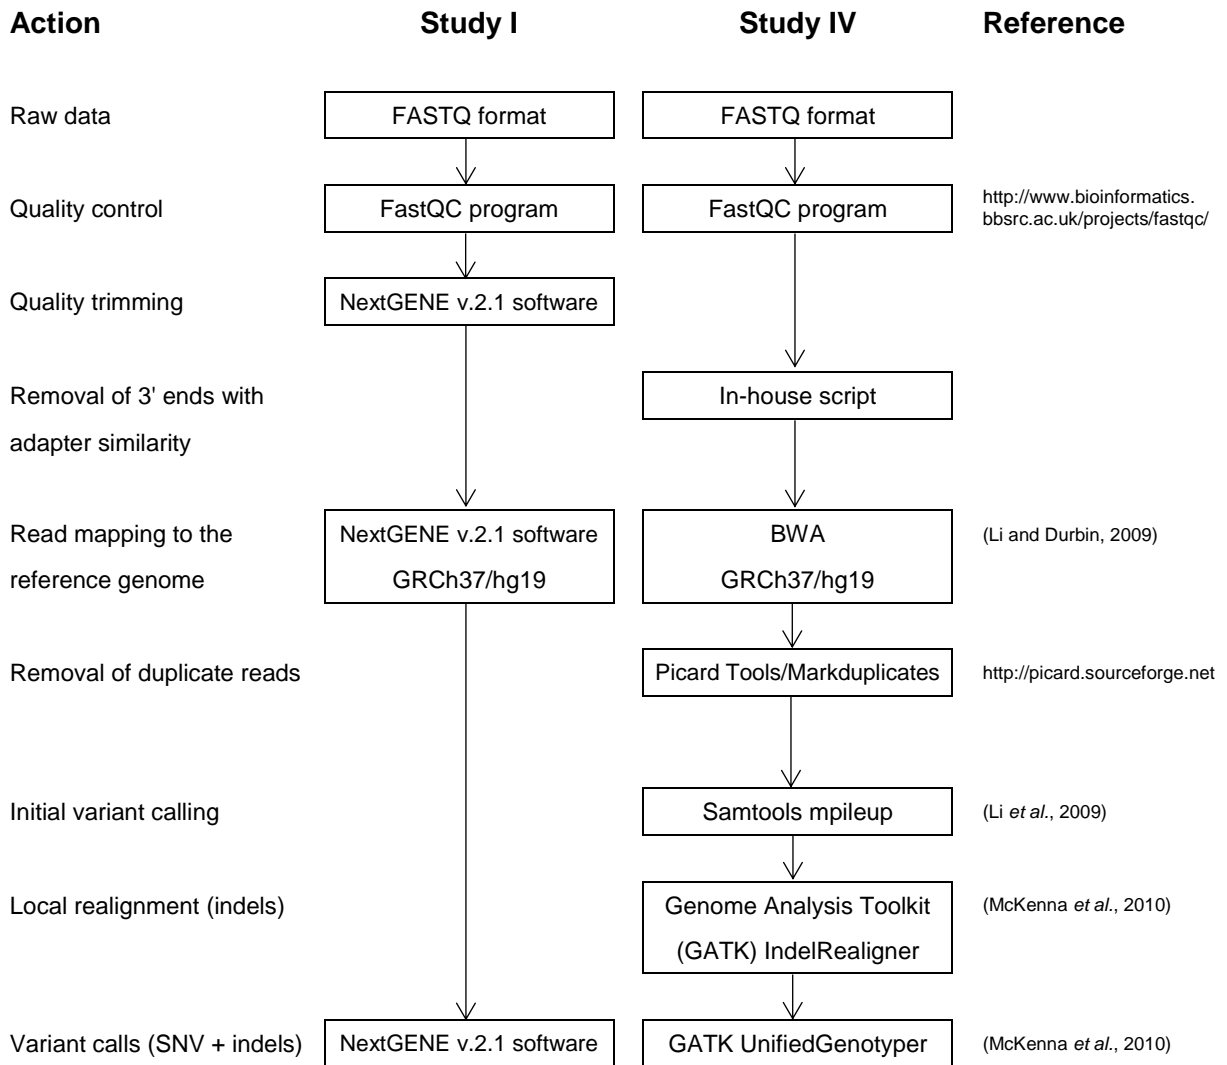 Action Study I Study IV Reference
Raw data FASTQ format FASTQ format
Quality control FastQC program FastQC program http://www.bioinformatics.
bbsrc.ac.uk/projects/fastqc/
Quality trimming NextGENE v.2.1 software
Removal of 3' ends with In-house script
adapter similarity
Read mapping to the NextGENE v.2.1 software BWA (Li and Durbin, 2009)
reference genome GRCh37/hg19 GRCh37/hg19
Removal of duplicate reads Picard Tools/Markduplicates http://picard.sourceforge.net
Initial variant calling Samtools mpileup (Li et al., 2009)
Local realignment (indels) Genome Analysis Toolkit (McKenna et al., 2010)
(GATK) IndelRealigner
Variant calls (SNV + indels) NextGENE v.2.1 software GATK UnifiedGenotyper (McKenna et al., 2010)